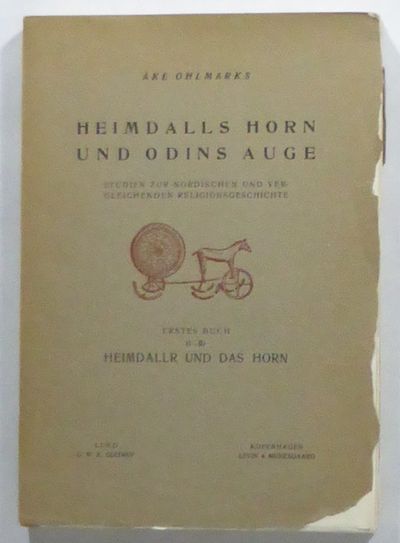 ÅKE OHLMARKS
HEIMDALLS HORN
UND ODINS AUGE
STUDIEN ZUR NORDISCHEN UND VER-
GLEICHENDEN RELIGIONSGESCHICHTE
ERSTES BUCH
HEIMDALLR UND DAS HORN
LUND
KOPENHAGEN
C. W. K. GLEERUP
LEVIN & MUNKSGAARD